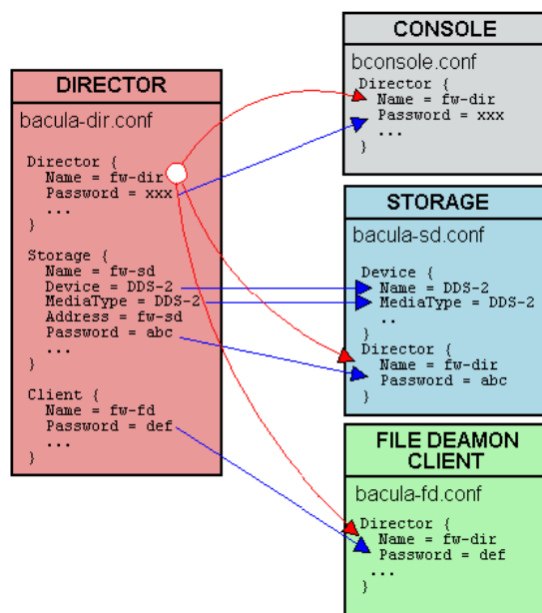 DIRECTOR
bacula-dir.conf
Director {
Name = fw-dir
Password = xxx
...
}
Storage {
Name = fw-sd
Device = DDS-2
MediaType = DDS-2
Address = fw-sd
Password = abc
...
}
Client {
Name = fw-fd
Password = def
...
}
CONSOLE
bconsole.conf
Director {
Name = fw-dir
Password = xxx
...
}
STORAGE
bacula-sd.conf
Device {
Name = DDS-2
MediaType = DDS-2
..
}
Director {
Name = fw-dir
Password = abc
}
FILE DEAMON
CLIENT
bacula-fd.conf
Director {
Name = fw-dir
Password = def
...
}